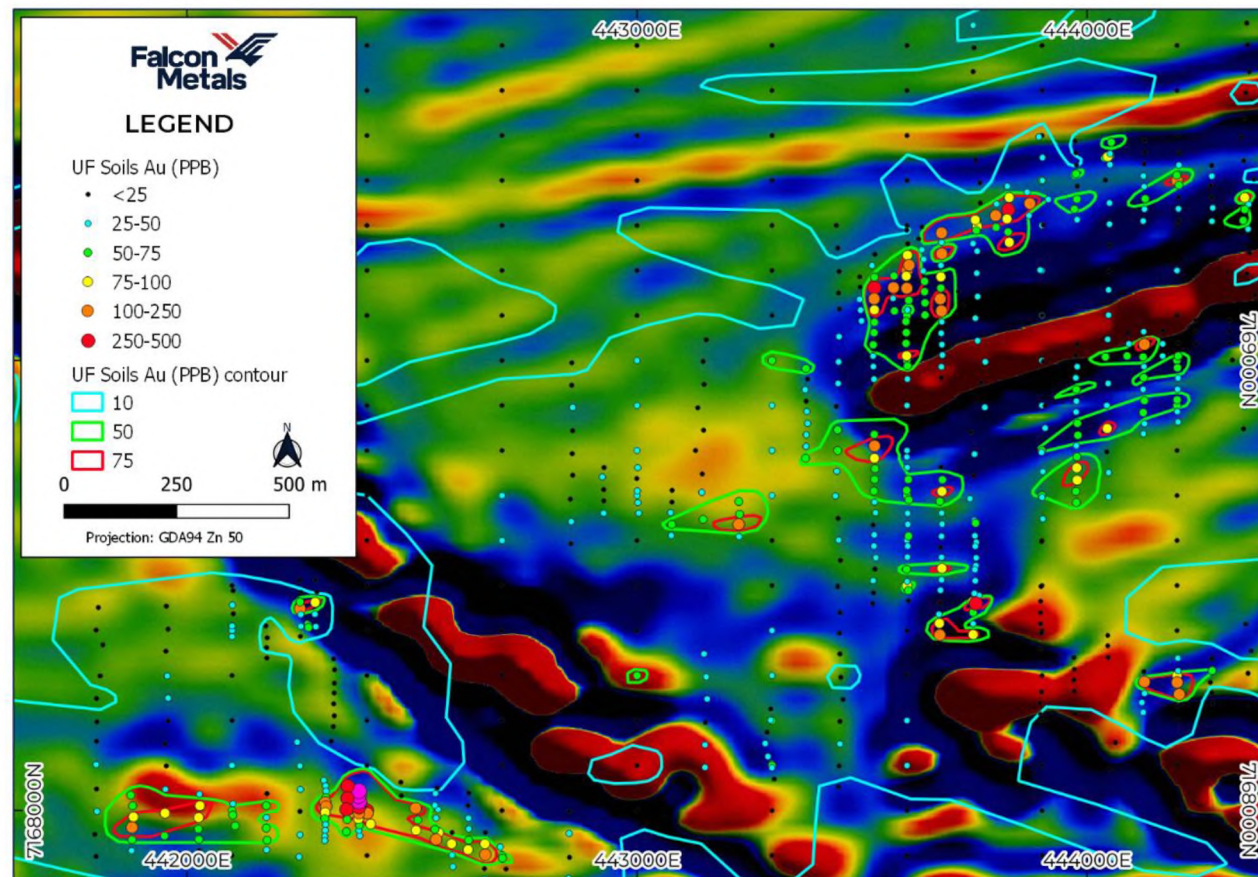 Falcon
Metals
LEGEND
UF Soils Au (PPB)
<25
25-50
50-75
75-100
100-250
250-500
UF Soils Au (PPB) contour
10
50
75
N
0 250 500 m
Projection: GDA94 Zn 50
443000E
444000E
7169000N
7168000N
7168000N
442000E
443000E
444000E